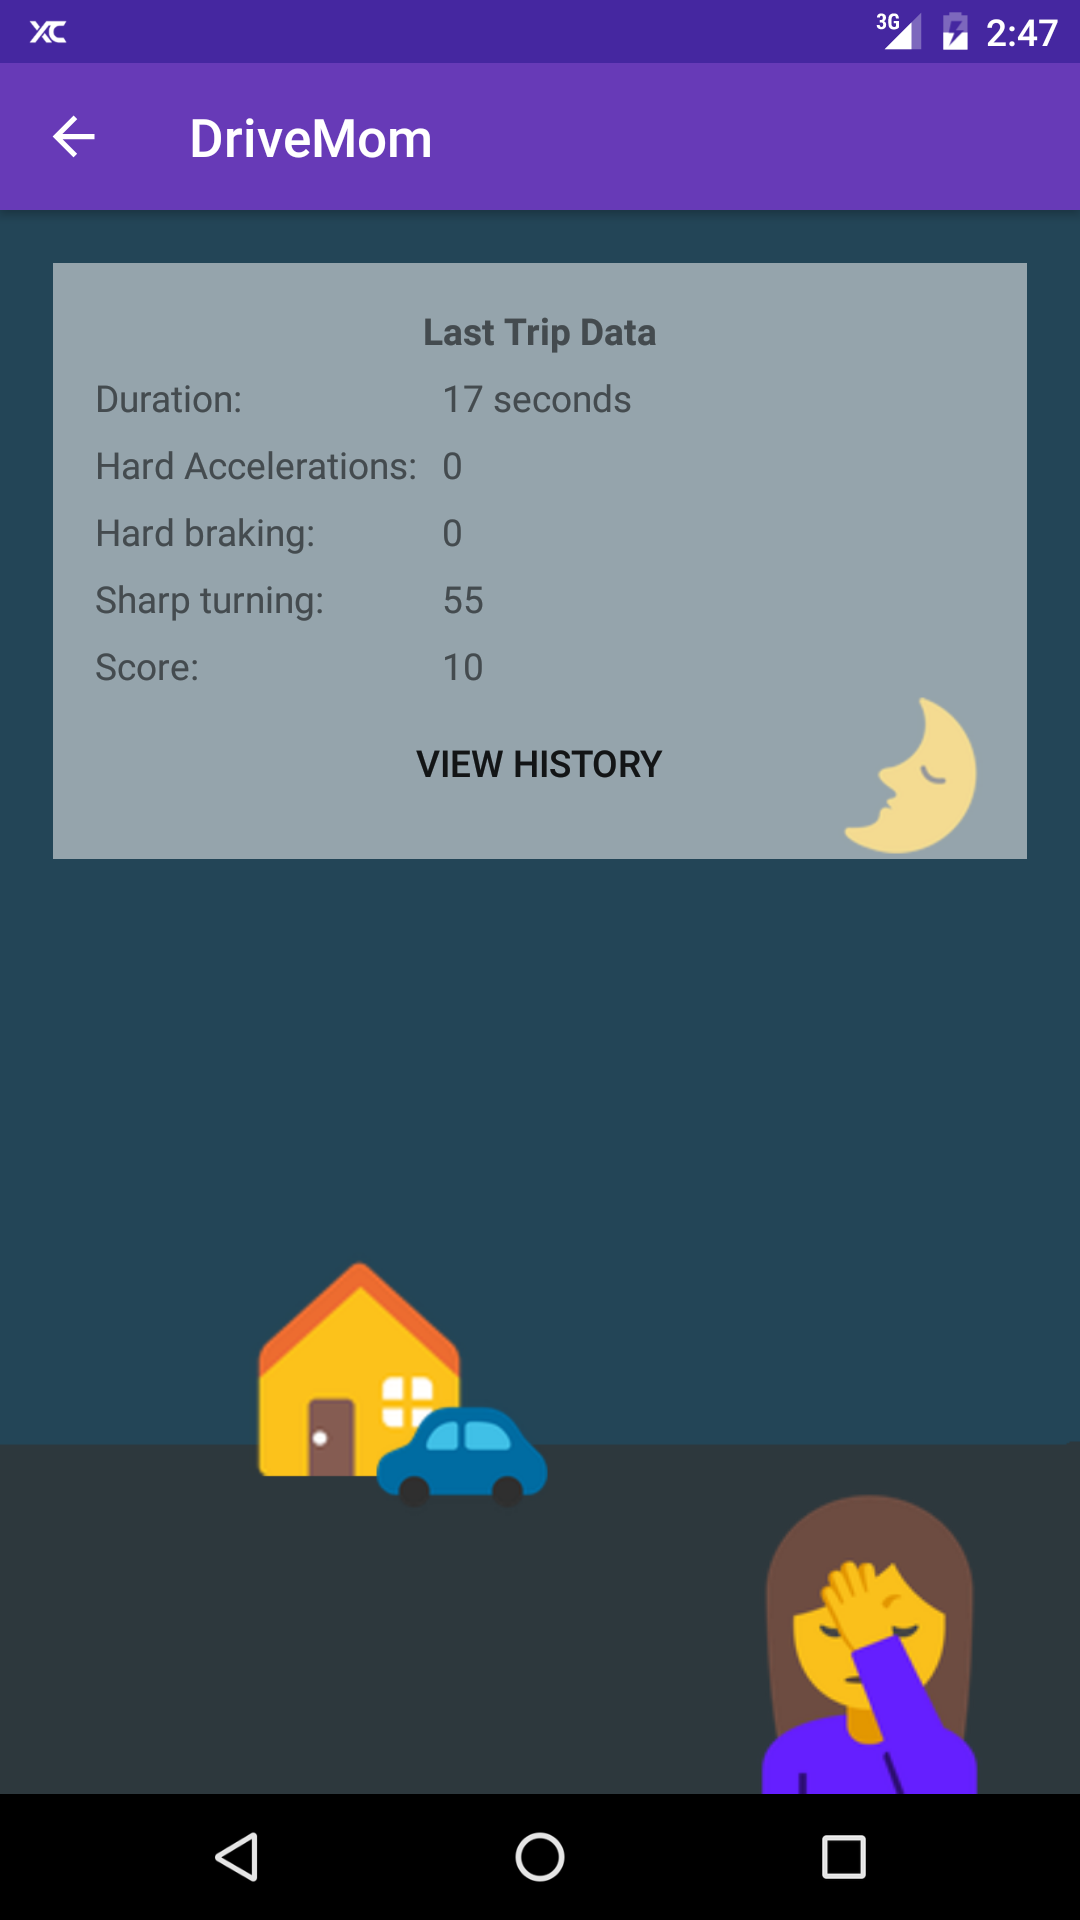 XC 3G 2:47
DriveMom
Last Trip Data
Duration: 17 seconds
Hard Accelerations: 0
Hard braking: 0
Sharp turning: 55
Score: 10
VIEW HISTORY